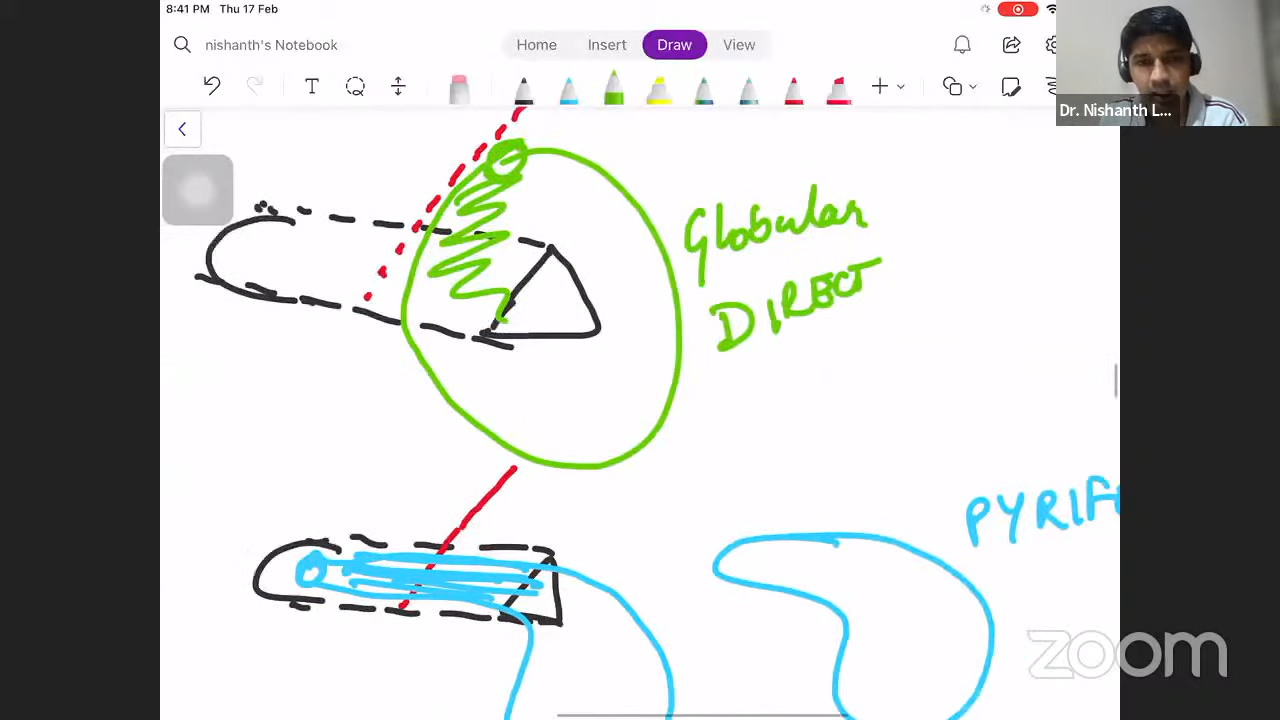 8:41 PM Thu 17 Feb
nishanth's Notebook
Home Insert Draw View
Dr. Nishanth L...
Globular
DIRECT
PYRIF
zoom